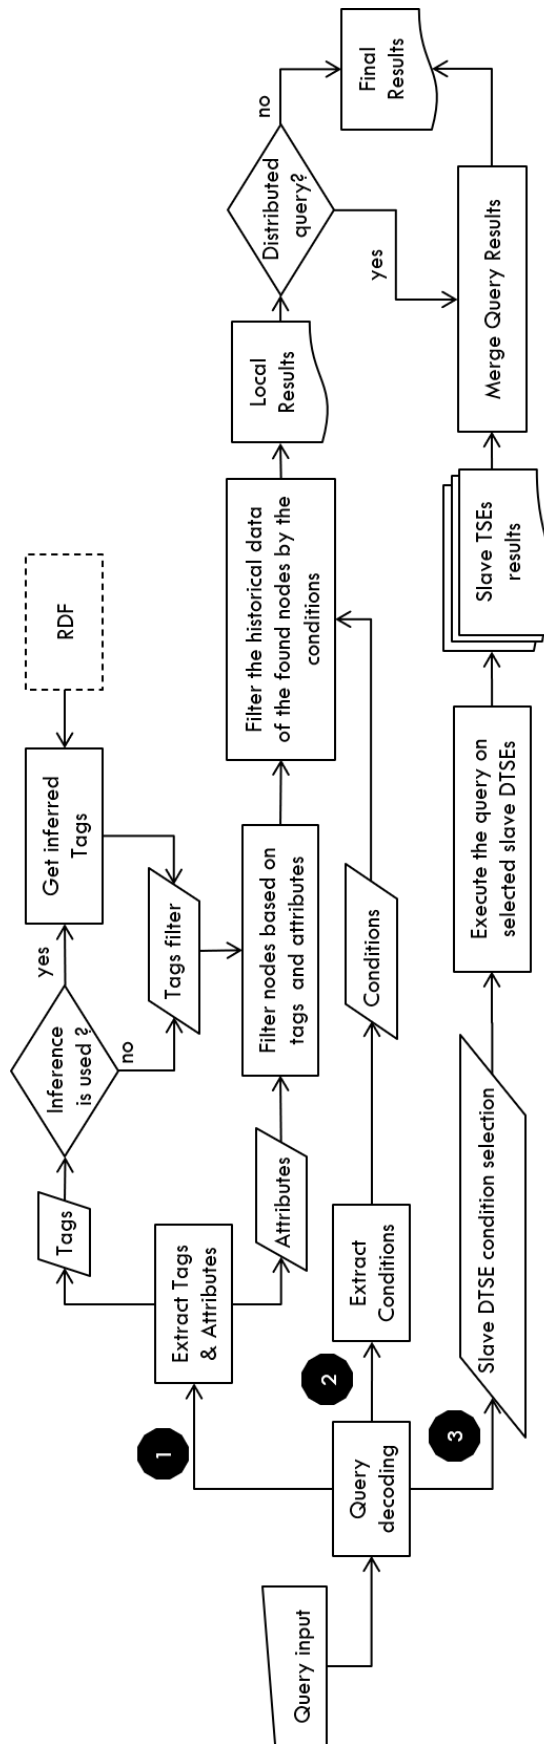 Query input
Query
decoding
1
2
3
Extract Tags
& Attributes
Tags
Inference
is used ?
yes
no
Get inferred
Tags
RDF
Tags filter
Attributes
Filter nodes based on
tags and attributes
Extract
Conditions
Conditions
Filter the historical data
of the found nodes by the
conditions
Local
Results
Distributed
query?
no
yes
Final
Results
Slave DTSE condition selection
Execute the query on
selected slave DTSEs
Slave TSEs
results
Merge Query Results